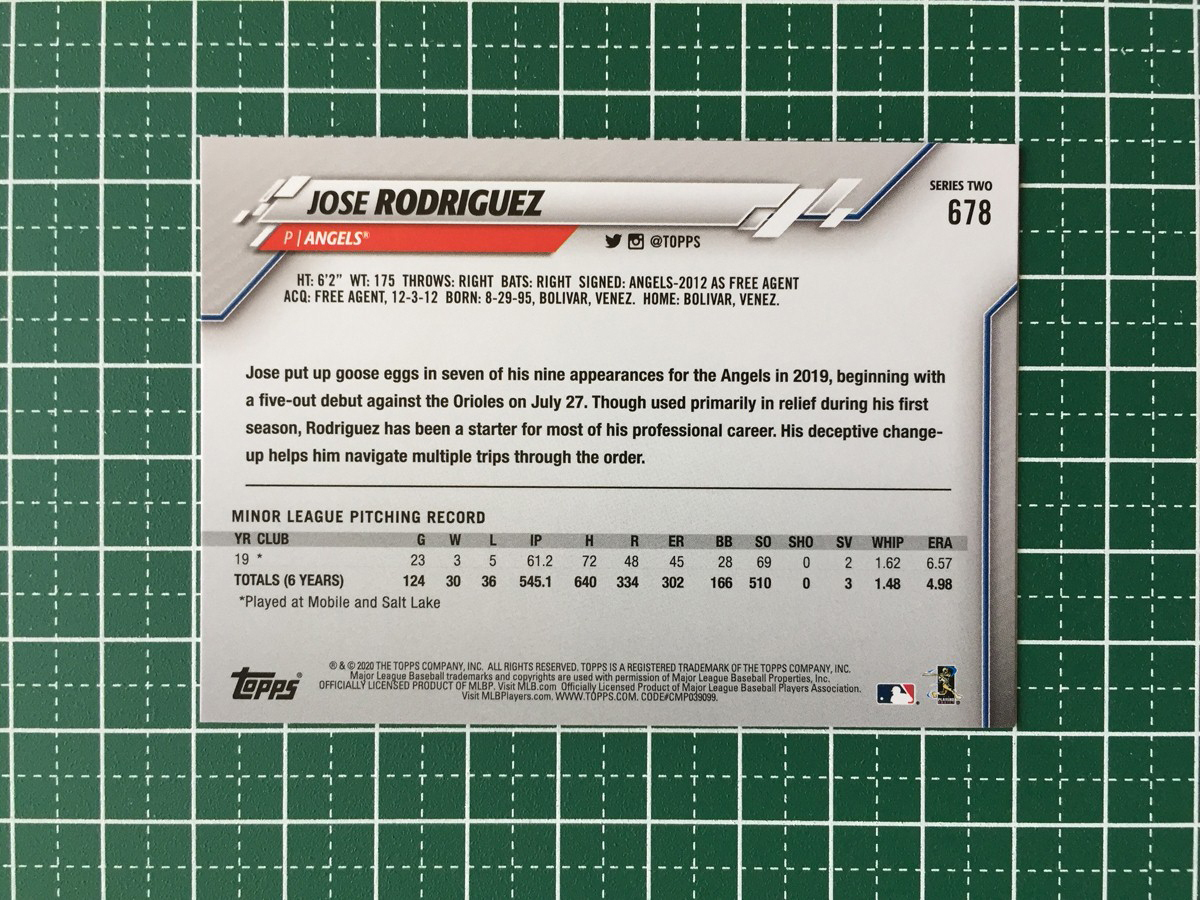 JOSE RODRIGUEZ
SERIES TWO
678
P | ANGELS®
@TOPPS
HT: 6'2" WT: 175 THROWS: RIGHT BATS: RIGHT SIGNED: ANGELS-2012 AS FREE AGENT
ACQ: FREE AGENT, 12-3-12 BORN: 8-29-95, BOLIVAR, VENEZ. HOME: BOLIVAR, VENEZ.
Jose put up goose eggs in seven of his nine appearances for the Angels in 2019, beginning with
a five-out debut against the Orioles on July 27. Though used primarily in relief during his first
season, Rodriguez has been a starter for most of his professional career. His deceptive change-
up helps him navigate multiple trips through the order.
MINOR LEAGUE PITCHING RECORD
YR CLUB G W L IP H R ER BB SO SHO SV WHIP ERA
19 * 23 3 5 61.2 72 48 45 28 69 0 2 1.62 6.57
TOTALS (6 YEARS) 124 30 36 545.1 640 334 302 166 510 0 3 1.48 4.98
*Played at Mobile and Salt Lake
Topps®
® & © 2020 THE TOPPS COMPANY, INC. ALL RIGHTS RESERVED. TOPPS IS A REGISTERED TRADEMARK OF THE TOPPS COMPANY, INC.
Major League Baseball trademarks and copyrights are used with permission of Major League Baseball Properties, Inc.
OFFICIALLY LICENSED PRODUCT OF MLBP. Visit MLB.com Officially Licensed Product of Major League Baseball Players Association.
Visit MLBPlayers.com. WWW.TOPPS.COM. CODE#CMP039099.